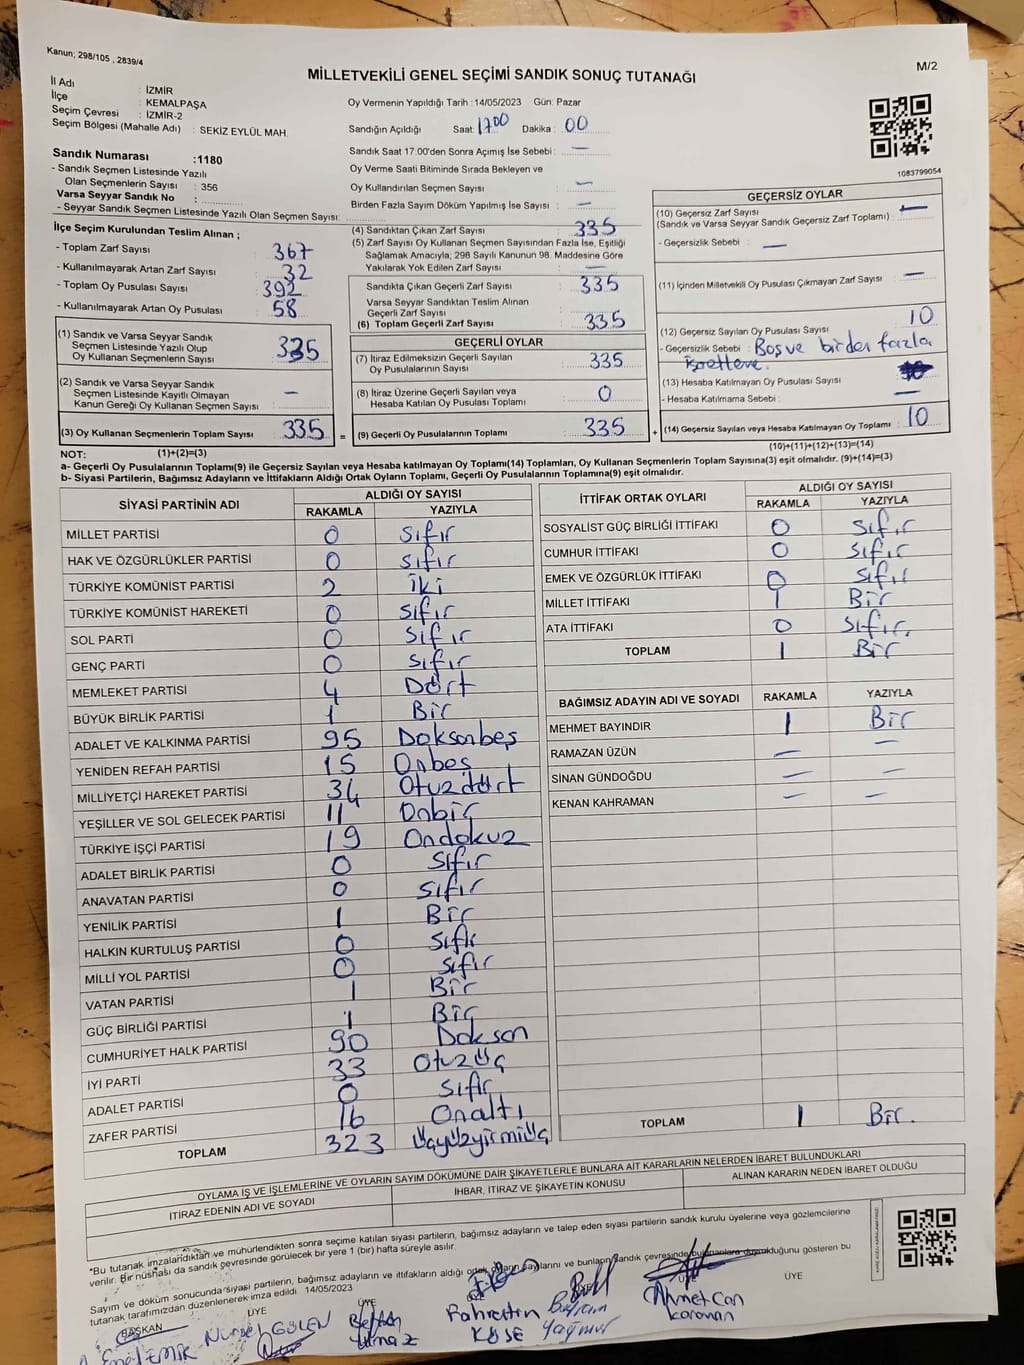 Kanun; 298/105 , 2839/4
M/2
MİLLETVEKİLİ GENEL SEÇİMİ SANDIK SONUÇ TUTANAĞI
İl Adı : İZMİR
İlçe : KEMALPAŞA
Seçim Çevresi : İZMİR-2
Seçim Bölgesi (Mahalle Adı) : SEKİZ EYLÜL MAH.
Oy Vermenin Yapıldığı Tarih : 14/05/2023 Gün: Pazar
Sandığın Açıldığı Saat: 17.00 Dakika : 00
Sandık Saat 17:00'den Sonra Açımış İse Sebebi : —
Oy Verme Saati Bitiminde Sırada Bekleyen ve
Oy Kullandırılan Seçmen Sayısı : —
Birden Fazla Sayım Döküm Yapılmış İse Sayısı : —
1083799054
Sandık Numarası :1180
- Sandık Seçmen Listesinde Yazılı
Olan Seçmenlerin Sayısı : 356
Varsa Seyyar Sandık No :
- Seyyar Sandık Seçmen Listesinde Yazılı Olan Seçmen Sayısı:
İlçe Seçim Kurulundan Teslim Alınan ;
- Toplam Zarf Sayısı : 367
- Kullanılmayarak Artan Zarf Sayısı : 32
- Toplam Oy Pusulası Sayısı : 392
- Kullanılmayarak Artan Oy Pusulası : 58
(1) Sandık ve Varsa Seyyar Sandık
Seçmen Listesinde Yazılı Olup
Oy Kullanan Seçmenlerin Sayısı : 335
(2) Sandık ve Varsa Seyyar Sandık
Seçmen Listesinde Kayıtlı Olmayan
Kanun Gereği Oy Kullanan Seçmen Sayısı : —
(3) Oy Kullanan Seçmenlerin Toplam Sayısı : 335 =
(4) Sandıktan Çıkan Zarf Sayısı : 335
(5) Zarf Sayısı Oy Kullanan Seçmen Sayısından Fazla İse, Eşitliği
Sağlamak Amacıyla; 298 Sayılı Kanunun 98. Maddesine Göre
Yakılarak Yok Edilen Zarf Sayısı : —
Sandıkta Çıkan Geçerli Zarf Sayısı : 335
Varsa Seyyar Sandıktan Teslim Alınan
Geçerli Zarf Sayısı :
(6) Toplam Geçerli Zarf Sayısı : 335
GEÇERLİ OYLAR
(7) İtiraz Edilmeksizin Geçerli Sayılan
Oy Pusulalarının Sayısı : 335
(8) İtiraz Üzerine Geçerli Sayılan veya
Hesaba Katılan Oy Pusulası Toplamı : 0
(9) Geçerli Oy Pusulalarının Toplamı : 335 +
GEÇERSİZ OYLAR
(10) Geçersiz Zarf Sayısı
(Sandık ve Varsa Seyyar Sandık Geçersiz Zarf Toplamı) : —
- Geçersizlik Sebebi : —
(11) İçinden Milletvekili Oy Pusulası Çıkmayan Zarf Sayısı : —
(12) Geçersiz Sayılan Oy Pusulası Sayısı : 10
- Geçersizlik Sebebi : Boş ve birden fazla
(13) Hesaba Katılmayan Oy Pusulası Sayısı :
- Hesaba Katılmama Sebebi : —
(14) Geçersiz Sayılan veya Hesaba Katılmayan Oy Toplamı : 10
NOT: (1)+(2)=(3) (10)+(11)+(12)+(13)=(14)
a- Geçerli Oy Pusulalarının Toplamı(9) ile Geçersiz Sayılan veya Hesaba katılmayan Oy Toplamı(14) Toplamları, Oy Kullanan Seçmenlerin Toplam Sayısına(3) eşit olmalıdır. (9)+(14)=(3)
b- Siyasi Partilerin, Bağımsız Adayların ve İttifakların Aldığı Ortak Oyların Toplamı, Geçerli Oy Pusulalarının Toplamına(9) eşit olmalıdır.
SİYASİ PARTİNİN ADI ALDIĞI OY SAYISI
RAKAMLA YAZIYLA
MİLLET PARTİSİ 0 Sıfır
HAK VE ÖZGÜRLÜKLER PARTİSİ 0 Sıfır
TÜRKİYE KOMÜNİST PARTİSİ 2 İki
TÜRKİYE KOMÜNİST HAREKETİ 0 Sıfır
SOL PARTİ 0 Sıfır
GENÇ PARTİ 0 Sıfır
MEMLEKET PARTİSİ 4 Dört
BÜYÜK BİRLİK PARTİSİ 1 Bir
ADALET VE KALKINMA PARTİSİ 95 Doksanbeş
YENİDEN REFAH PARTİSİ 15 Onbeş
MİLLİYETÇİ HAREKET PARTİSİ 34 Otuzdört
YEŞİLLER VE SOL GELECEK PARTİSİ 11 Onbir
TÜRKİYE İŞÇİ PARTİSİ 19 Ondokuz
ADALET BİRLİK PARTİSİ 0 Sıfır
ANAVATAN PARTİSİ 0 Sıfır
YENİLİK PARTİSİ 1 Bir
HALKIN KURTULUŞ PARTİSİ 0 Sıfır
MİLLİ YOL PARTİSİ 0 Sıfır
VATAN PARTİSİ 1 Bir
GÜÇ BİRLİĞİ PARTİSİ 1 Bir
CUMHURİYET HALK PARTİSİ 90 Doksan
İYİ PARTİ 33 Otuzüç
ADALET PARTİSİ 0 Sıfır
ZAFER PARTİSİ 16 Onaltı
TOPLAM 323 Üçyüzyirmiüç
İTTİFAK ORTAK OYLARI ALDIĞI OY SAYISI
RAKAMLA YAZIYLA
SOSYALİST GÜÇ BİRLİĞİ İTTİFAKI 0 Sıfır
CUMHUR İTTİFAKI 0 Sıfır
EMEK VE ÖZGÜRLÜK İTTİFAKI 0 Sıfır
MİLLET İTTİFAKI 1 Bir
ATA İTTİFAKI 0 Sıfır.
TOPLAM 1 Bir
BAĞIMSIZ ADAYIN ADI VE SOYADI RAKAMLA YAZIYLA
MEHMET BAYINDIR 1 Bir
RAMAZAN ÜZÜN — —
SİNAN GÜNDOĞDU — —
KENAN KAHRAMAN — —
TOPLAM 1 Bir.
OYLAMA İŞ VE İŞLEMLERİNE VE OYLARIN SAYIM DÖKÜMÜNE DAİR ŞİKAYETLERLE BUNLARA AİT KARARLARIN NELERDEN İBARET BULUNDUKLARI
İTİRAZ EDENİN ADI VE SOYADI İHBAR, İTİRAZ VE ŞİKAYETİN KONUSU ALINAN KARARIN NEDEN İBARET OLDUĞU
*Bu tutanak imzalandıktan ve mühürlendikten sonra seçime katılan siyasi partilerin, bağımsız adayların ve talep eden siyasi partilerin sandık kurulu üyelerine veya gözlemcilerine
verilir. Bir nüshası da sandık çevresinde görülecek bir yere 1 (bir) hafta süreyle asılır.
Sayım ve döküm sonucunda siyasi partilerin, bağımsız adayların ve ittifakların aldığı ortak oyların sayılarını ve bunların sandık çevresinde bulunanlara duyrulduğunu gösteren bu
tutanak tarafımızdan düzenlenerek imza edildi 14/05/2023
BAŞKAN ÜYE ÜYE ÜYE ÜYE
Nursel GÜLEN
Fahrettin KÖSE
Bayram Yağmur
Ahmet Can